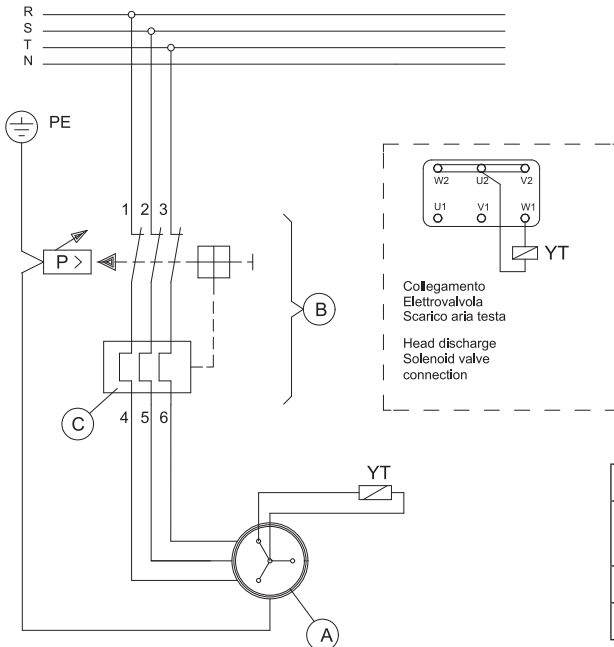 R
S
T
N
PE
1 2 3
P >
B
C
4 5 6
YT
A
W2 U2 V2
U1 V1 W1
YT
Collegamento
Elettrovalvola
Scarico aria testa
Head discharge
Solenoid valve
connection